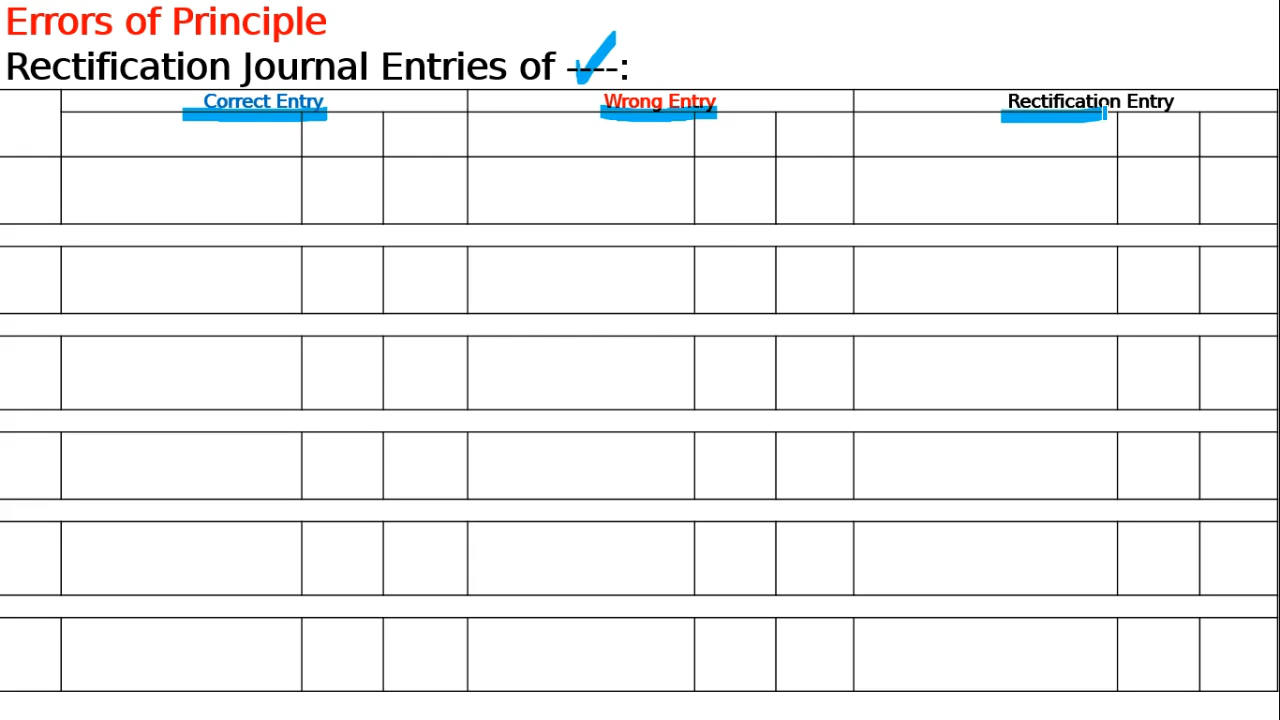 Errors of Principle
Rectification Journal Entries of ----:
Correct Entry Wrong Entry Rectification Entry